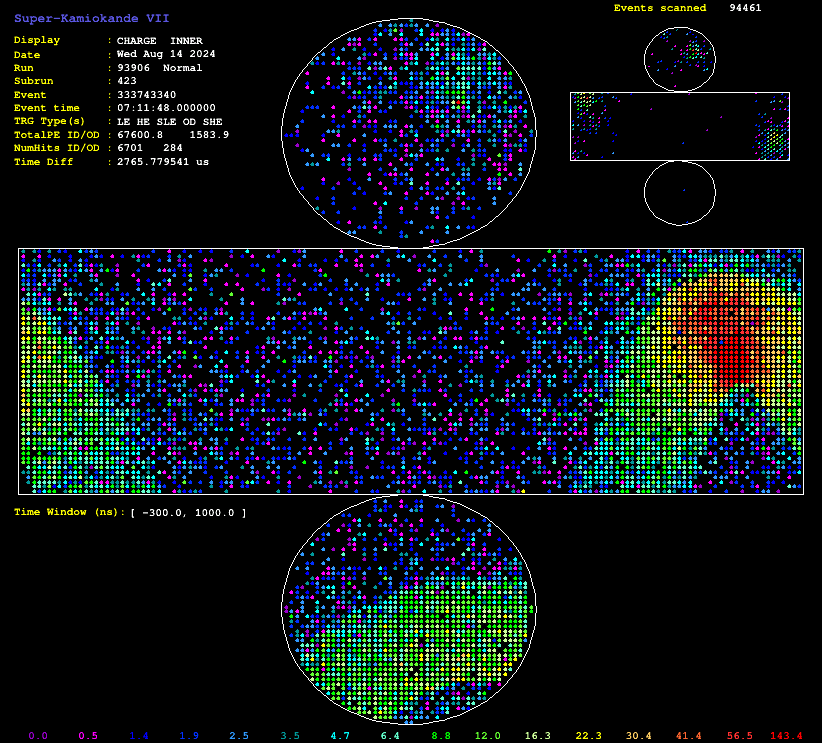 Events scanned 94461
Super-Kamiokande VII
Display : CHARGE INNER
Date : Wed Aug 14 2024
Run : 93906 Normal
Subrun : 423
Event : 333743340
Event time : 07:11:48.000000
TRG Type(s) : LE HE SLE OD SHE
TotalPE ID/OD : 67600.8 1583.9
NumHits ID/OD : 6701 284
Time Diff : 2765.779541 us
Time Window (ns): [ -300.0, 1000.0 ]
0.0 0.5 1.4 1.9 2.5 3.5 4.7 6.4 8.8 12.0 16.3 22.3 30.4 41.4 56.5 143.4